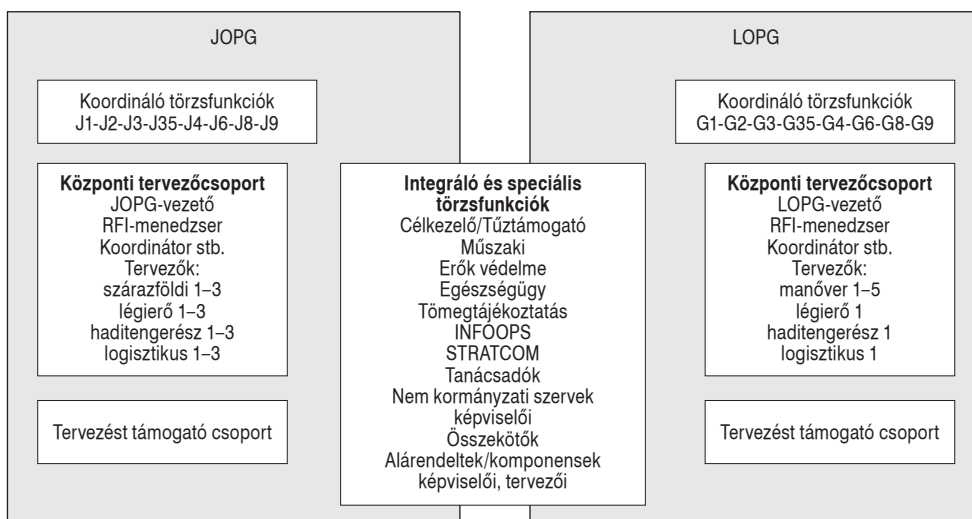 JOPG
Koordináló törzsfunkciók
J1-J2-J3-J35-J4-J6-J8-J9
Központi tervezőcsoport
JOPG-vezető
RFI-menedzser
Koordinátor stb.
Tervezők:
szárazföldi 1–3
légierő 1–3
haditengerész 1–3
logisztikus 1–3
Tervezést támogató csoport
Integráló és speciális
törzsfunkciók
Célkezelő/Tűztámogató
Műszaki
Erők védelme
Egészségügy
Tömegtájékoztatás
INFOOPS
STRATCOM
Tanácsadók
Nem kormányzati szervek
képviselői
Összekötők
Alárendeltek/komponensek
képviselői, tervezői
LOPG
Koordináló törzsfunkciók
G1-G2-G3-G35-G4-G6-G8-G9
Központi tervezőcsoport
LOPG-vezető
RFI-menedzser
Koordinátor stb.
Tervezők:
manőver 1–5
légierő 1
haditengerész 1
logisztikus 1
Tervezést támogató csoport